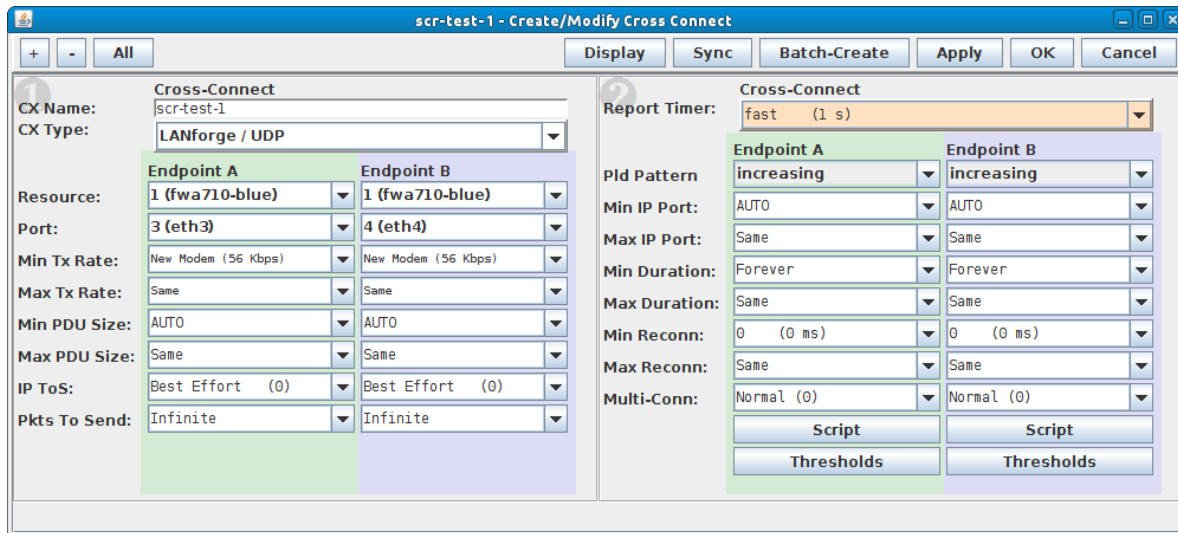 scr-test-1 - Create/Modify Cross Connect
+ - All Display Sync Batch-Create Apply OK Cancel
1
Cross-Connect
CX Name: scr-test-1
CX Type: LANforge / UDP
Endpoint A Endpoint B
Resource: 1 (fwa710-blue) 1 (fwa710-blue)
Port: 3 (eth3) 4 (eth4)
Min Tx Rate: New Modem (56 Kbps) New Modem (56 Kbps)
Max Tx Rate: Same Same
Min PDU Size: AUTO AUTO
Max PDU Size: Same Same
IP ToS: Best Effort (0) Best Effort (0)
Pkts To Send: Infinite Infinite
2
Cross-Connect
Report Timer: fast (1 s)
Endpoint A Endpoint B
Pld Pattern increasing increasing
Min IP Port: AUTO AUTO
Max IP Port: Same Same
Min Duration: Forever Forever
Max Duration: Same Same
Min Reconn: 0 (0 ms) 0 (0 ms)
Max Reconn: Same Same
Multi-Conn: Normal (0) Normal (0)
Script Script
Thresholds Thresholds